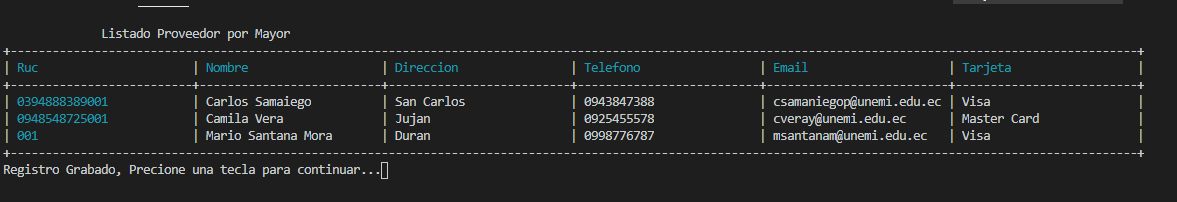 Listado Proveedor por Mayor
Ruc | Nombre | Direccion | Telefono | Email | Tarjeta
0394888389001 | Carlos Samaiego | San Carlos | 0943847388 | csamaniegop@unemi.edu.ec | Visa
0948548725001 | Camila Vera | Jujan | 0925455578 | cveray@unemi.edu.ec | Master Card
001 | Mario Santana Mora | Duran | 0998776787 | msantanam@unemi.edu.ec | Visa
Registro Grabado, Precione una tecla para continuar...